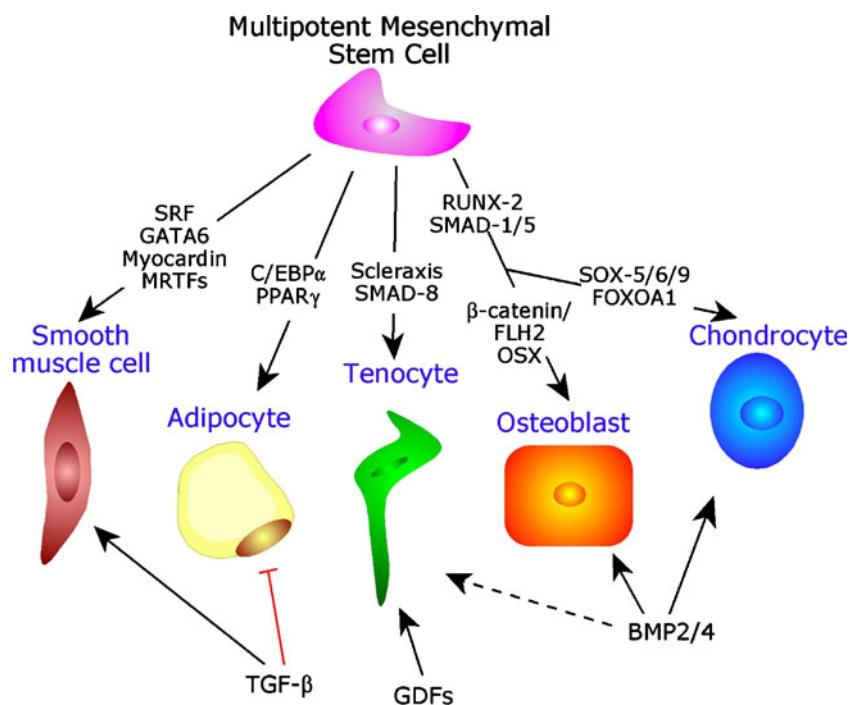 Multipotent Mesenchymal
Stem Cell
SRF
GATA6
Myocardin
MRTFs
C/EBPα
PPARγ
Scleraxis
SMAD-8
RUNX-2
SMAD-1/5
β-catenin/
FLH2
OSX
SOX-5/6/9
FOXOA1
Smooth
muscle cell
Adipocyte
Tenocyte
Osteoblast
Chondrocyte
TGF-β
GDFs
BMP2/4